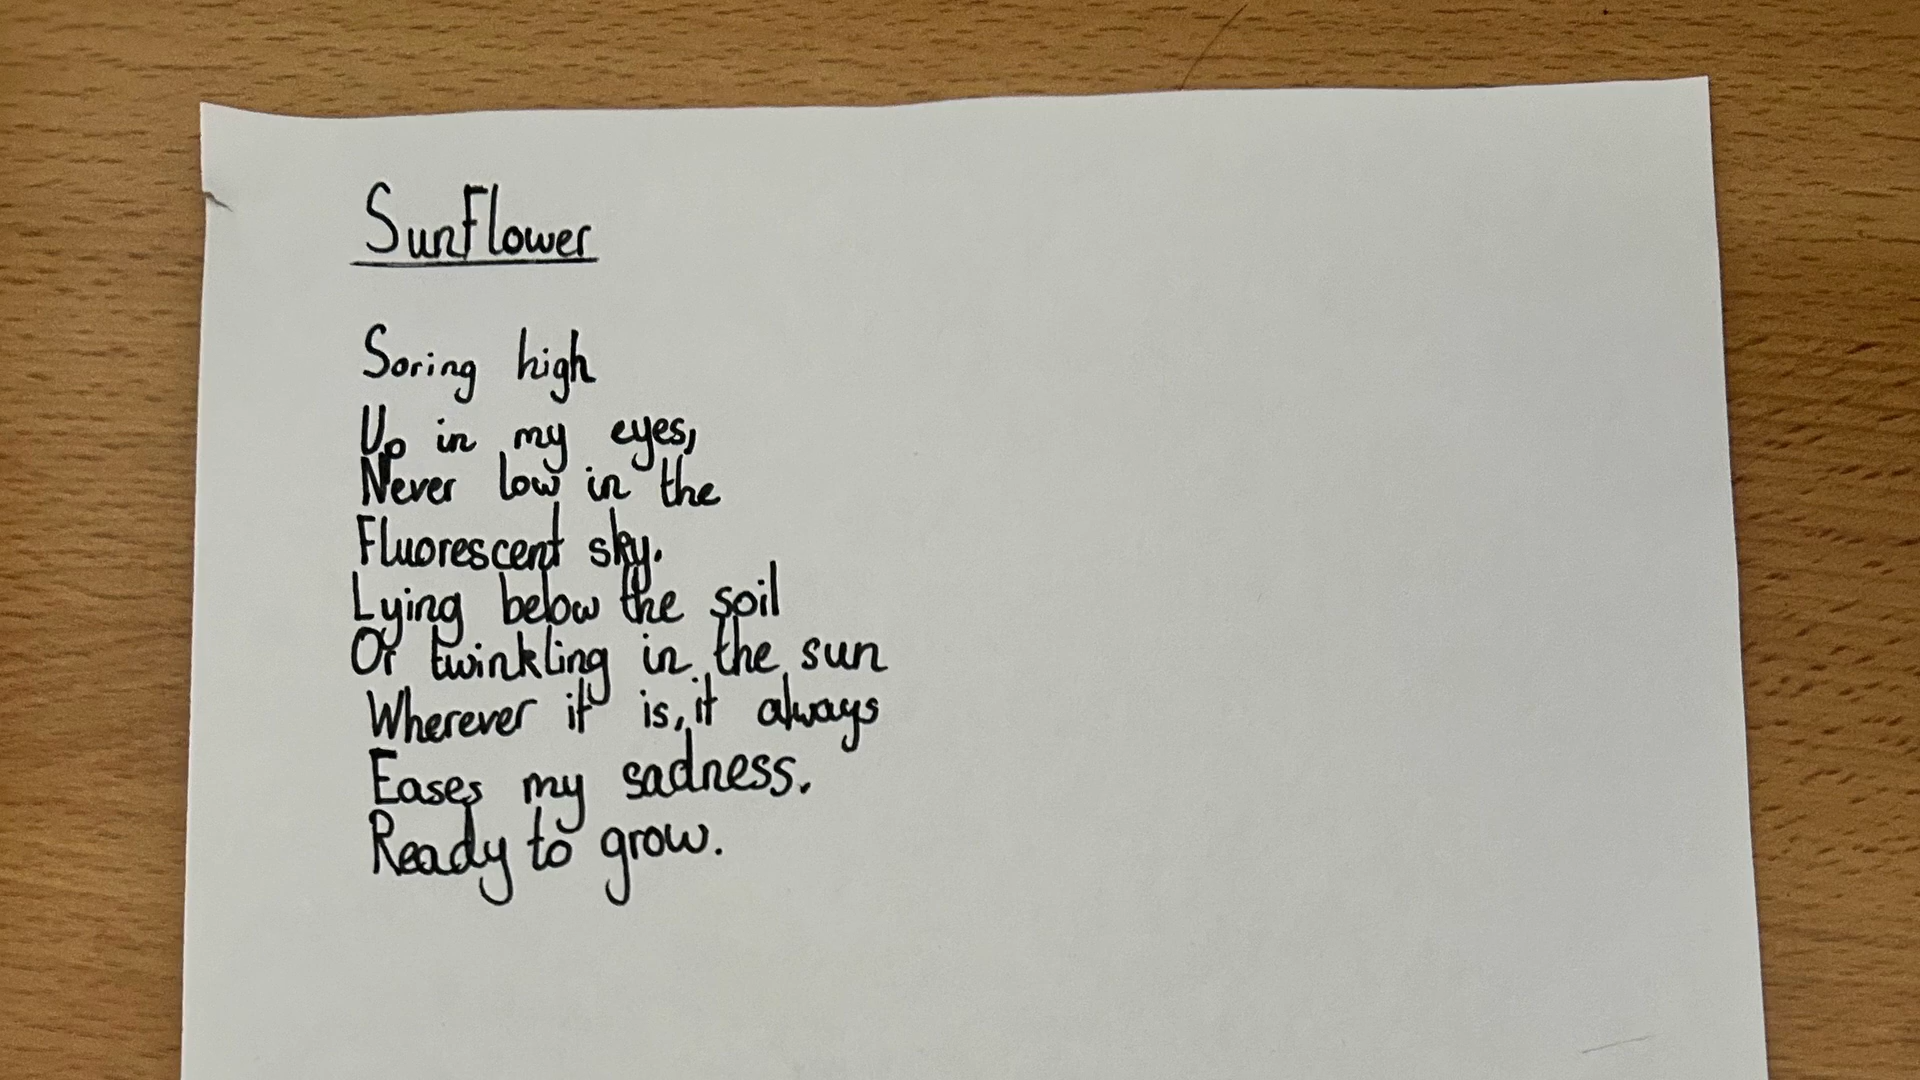 SunFlower
Soring high
Up in my eyes,
Never low in the
Fluorescent sky.
Lying below the soil
Or twinkling in the sun
Wherever it is, it always
Eases my sadness.
Ready to grow.